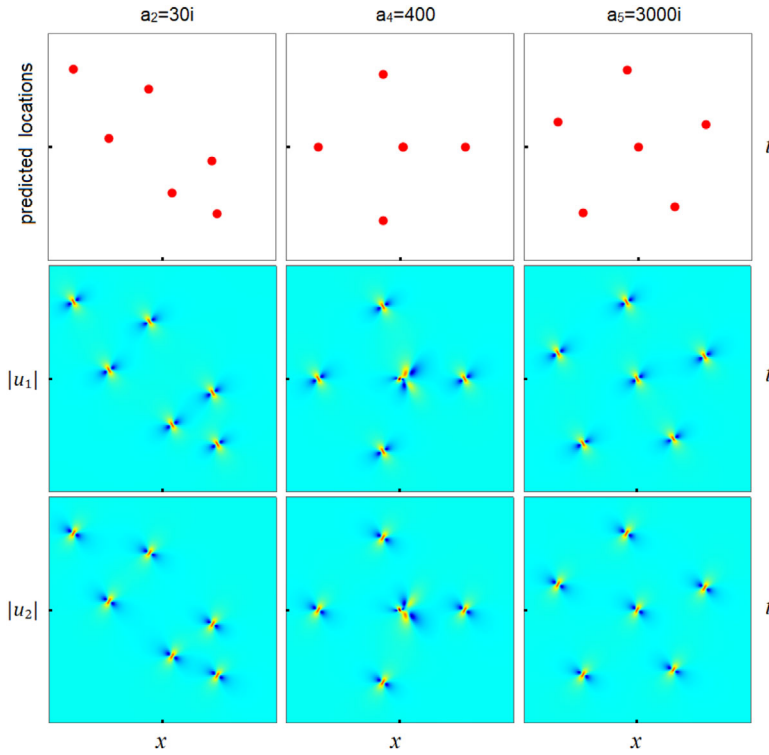 a₂=30i a₄=400 a₅=3000i
predicted locations
t
|u₁|
t
|u₂|
t
x x x